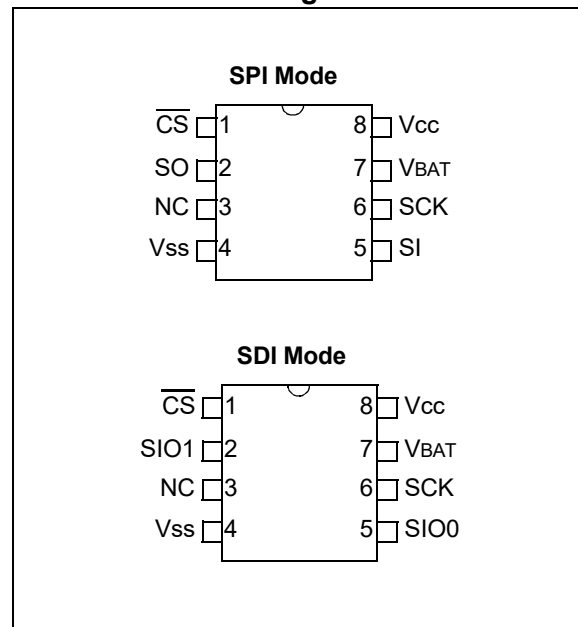 SPI Mode
CS 1 8 Vcc
SO 2 7 VBAT
NC 3 6 SCK
Vss 4 5 SI
SDI Mode
CS 1 8 Vcc
SIO1 2 7 VBAT
NC 3 6 SCK
Vss 4 5 SIO0